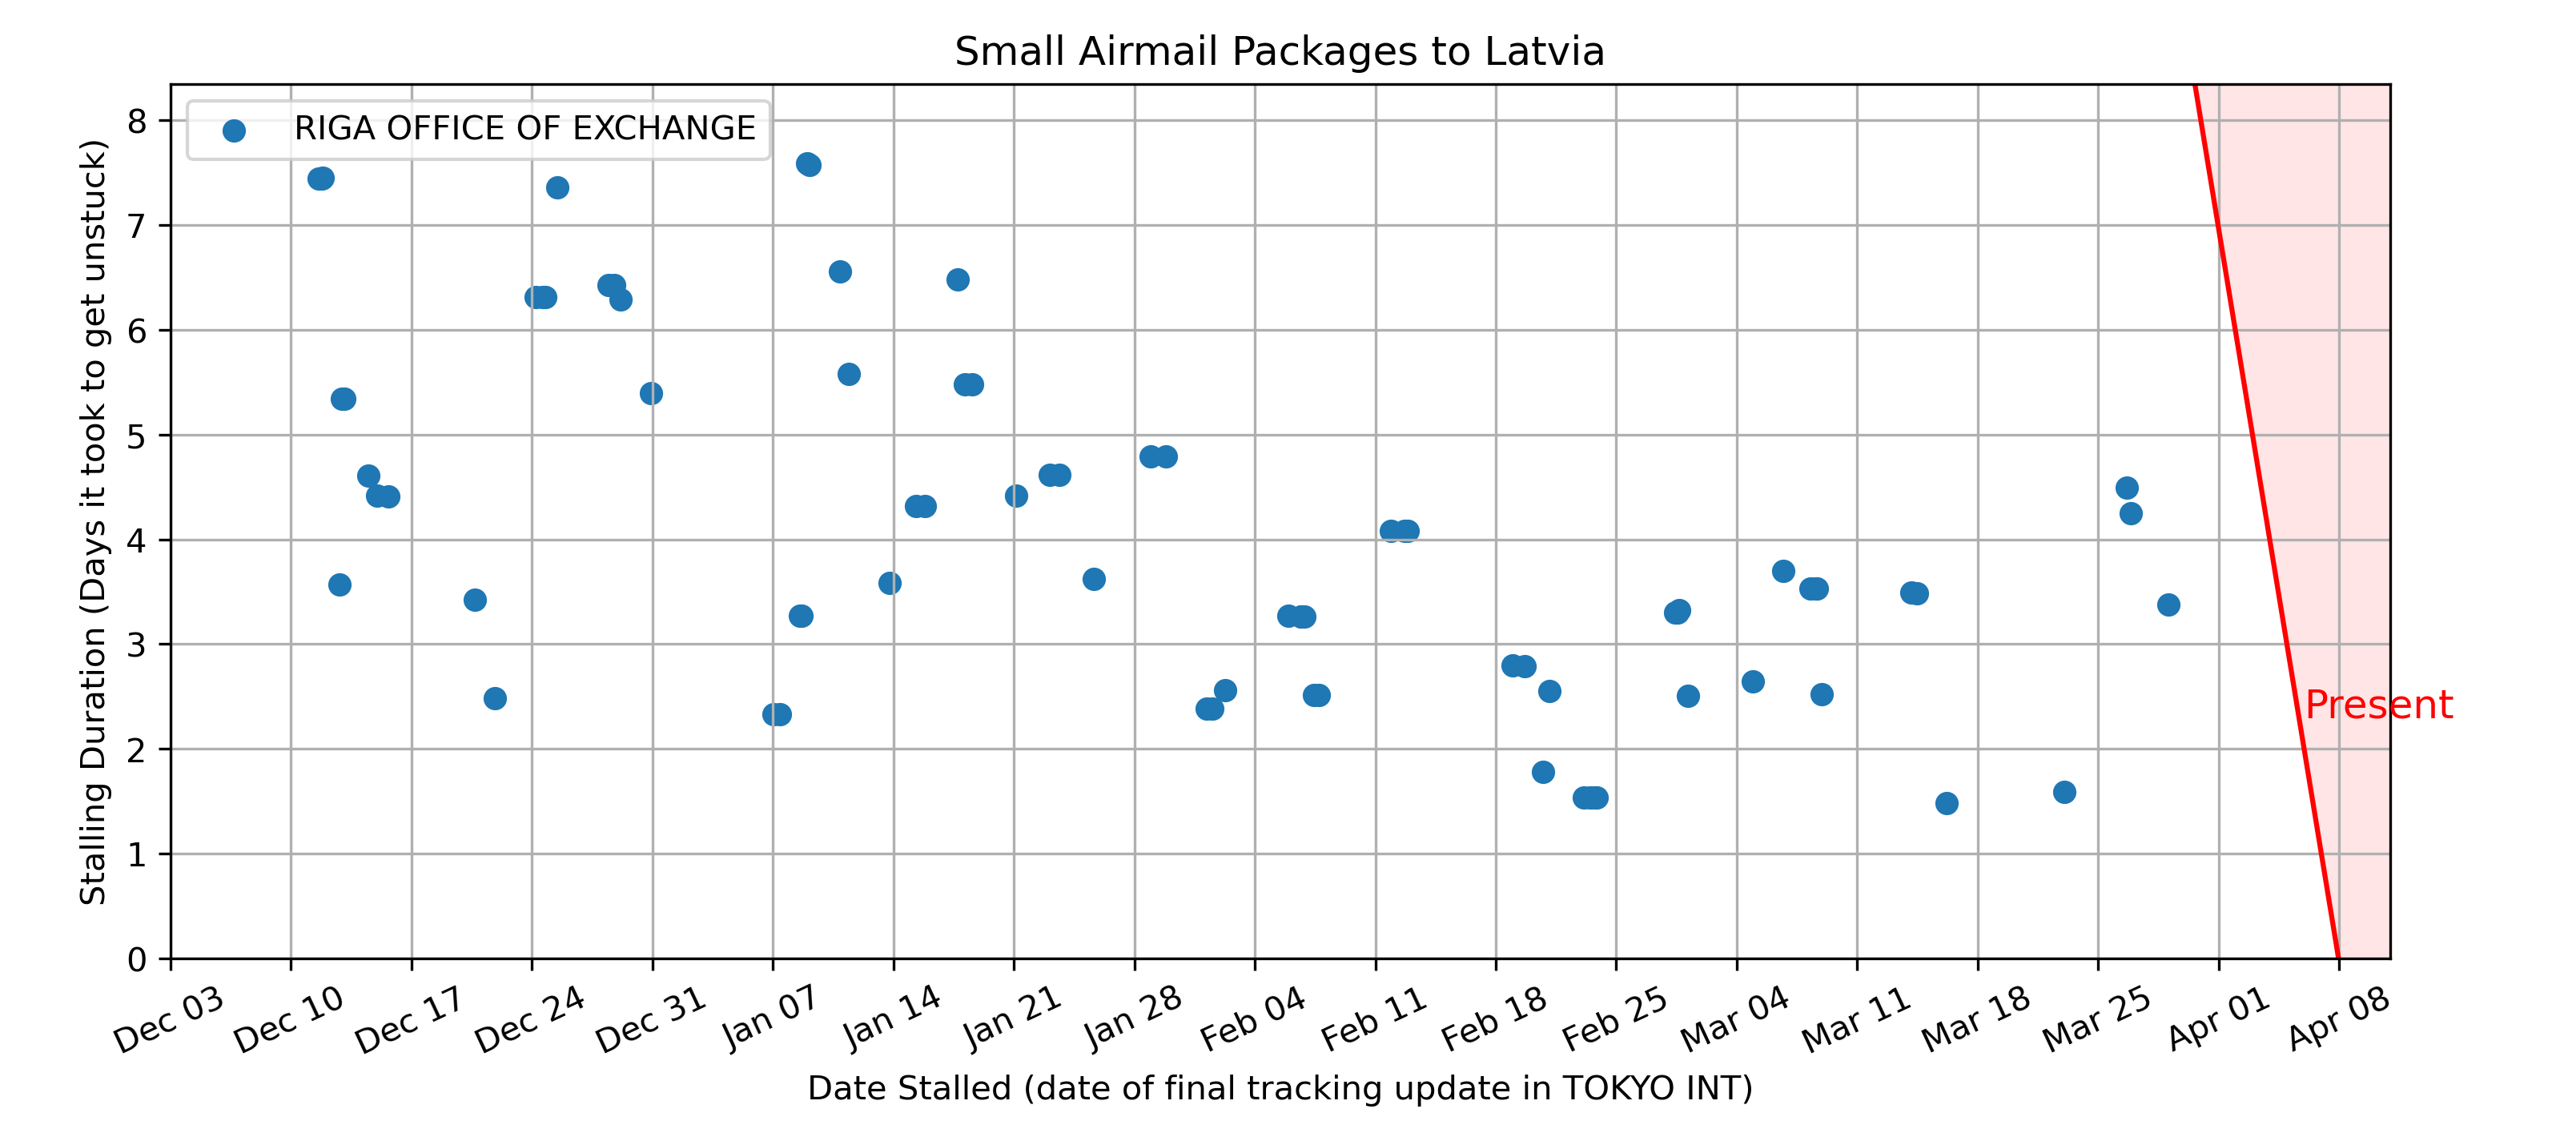 Small Airmail Packages to Latvia
RIGA OFFICE OF EXCHANGE
Stalling Duration (Days it took to get unstuck)
8
7
6
5
4
3
2
1
0
Present
Dec 03
Dec 10
Dec 17
Dec 24
Dec 31
Jan 07
Jan 14
Jan 21
Jan 28
Feb 04
Feb 11
Feb 18
Feb 25
Mar 04
Mar 11
Mar 18
Mar 25
Apr 01
Apr 08
Date Stalled (date of final tracking update in TOKYO INT)